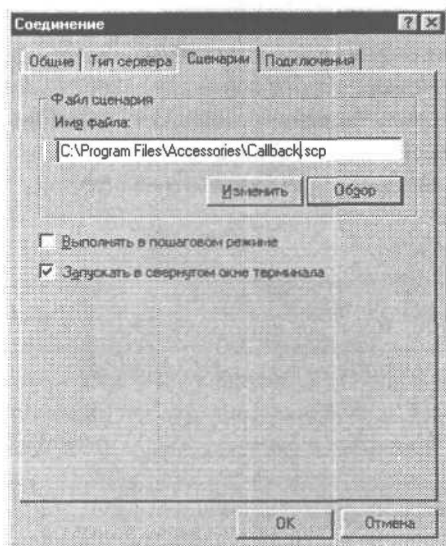 Соединение
Общие Тип сервера Сценарии Подключения
Файл сценария
Имя файла:
C:\Program Files\Accessories\Callback.scp
Изменить Обзор
Выполнять в пошаговом режиме
Запускать в свернутом окне терминала
OK Отмена